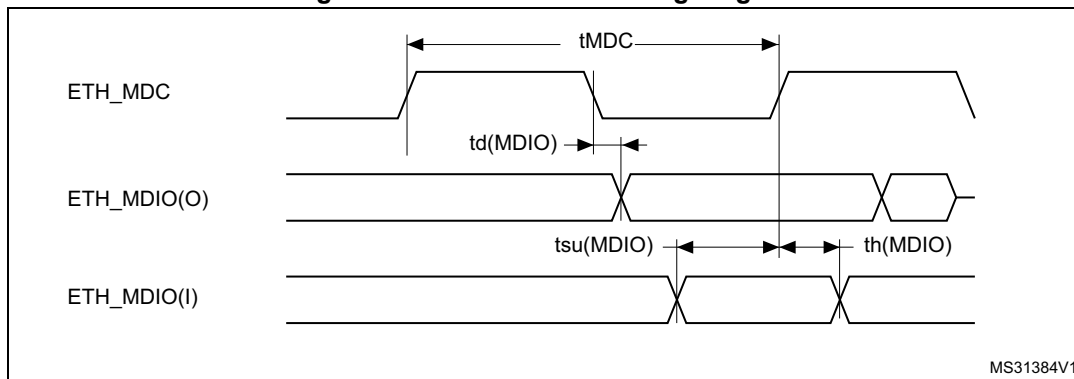 tMDC
ETH_MDC
td(MDIO)
ETH_MDIO(O)
tsu(MDIO)
th(MDIO)
ETH_MDIO(I)
MS31384V1